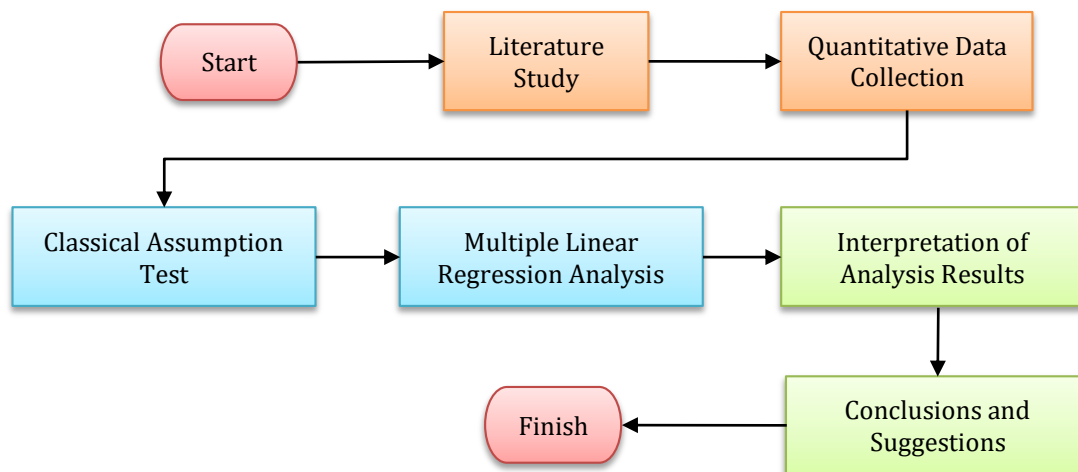 Start
Literature
Study
Quantitative Data
Collection
Classical Assumption
Test
Multiple Linear
Regression Analysis
Interpretation of
Analysis Results
Conclusions and
Suggestions
Finish